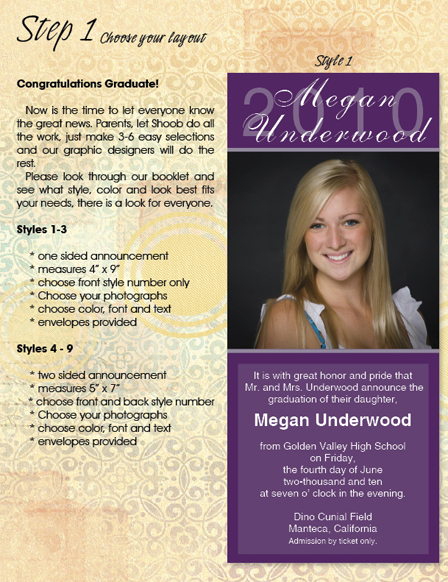 Step 1 Choose your layout
Congratulations Graduate!
Now is the time to let everyone know
the great news. Parents, let Shoob do all
the work, just make 3-6 easy selections
and our graphic designers will do the
rest.
Please look through our booklet and
see what style, color and look best fits
your needs, there is a look for everyone.
Styles 1-3
* one sided announcement
* measures 4” x 9”
* choose front style number only
* Choose your photographs
* choose color, font and text
* envelopes provided
Styles 4 - 9
* two sided announcement
* measures 5” x 7”
* choose front and back style number
* Choose your photographs
* choose color, font and text
* envelopes provided
Style 1
2010
Megan
Underwood
It is with great honor and pride that
Mr. and Mrs. Underwood announce the
graduation of their daughter,
Megan Underwood
from Golden Valley High School
on Friday,
the fourth day of June
two-thousand and ten
at seven o’ clock in the evening.
Dino Cunial Field
Manteca, California
Admission by ticket only.